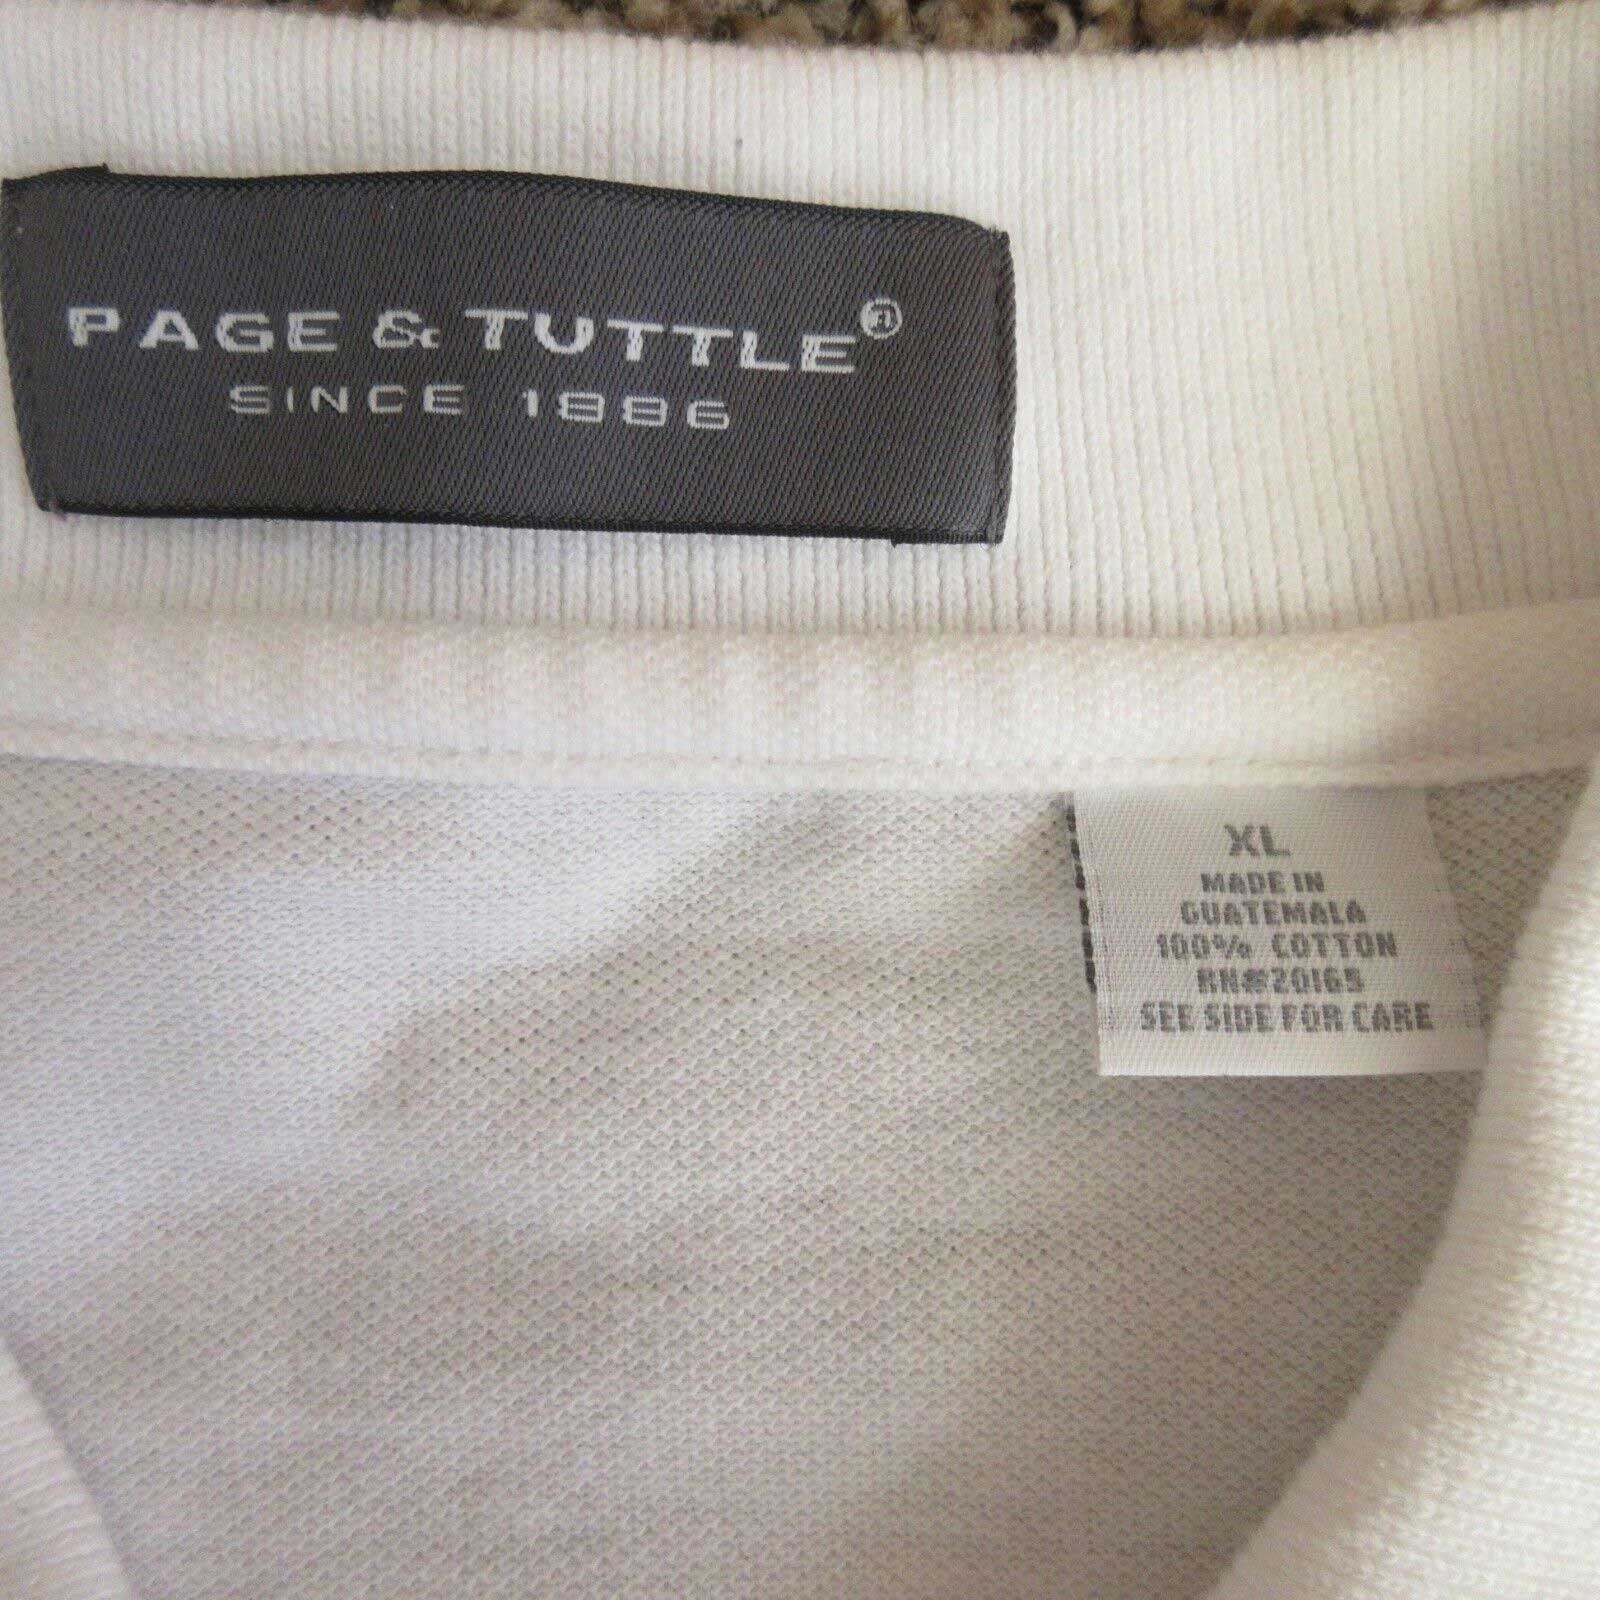 PAGE & TUTTLE®
SINCE 1886
XL
MADE IN
GUATEMALA
100% COTTON
RN#20165
SEE SIDE FOR CARE